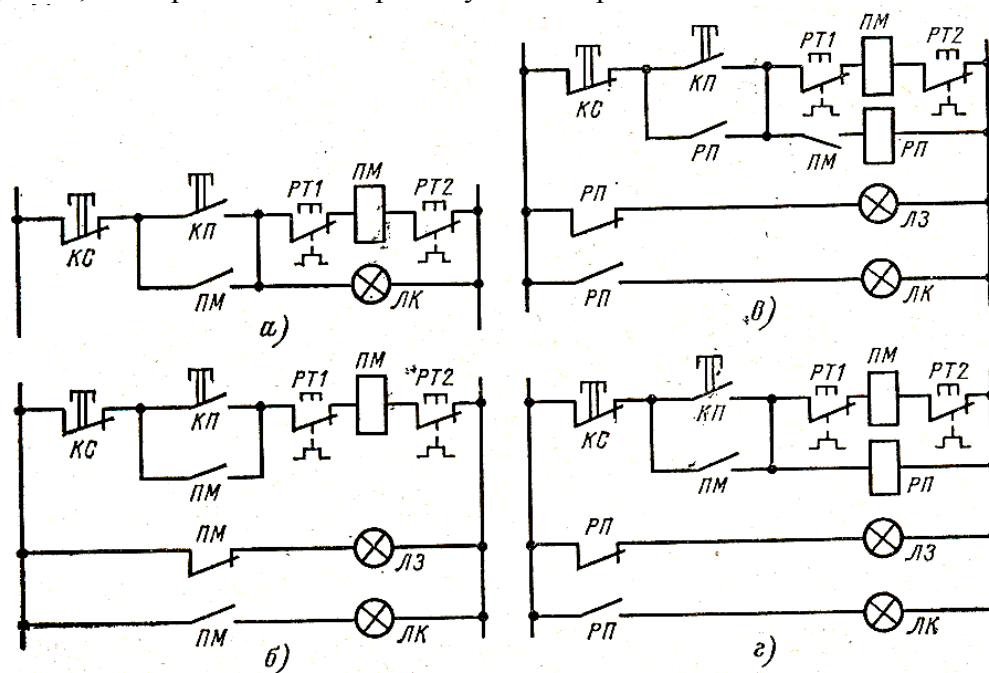 КС
КП
ПМ
РТ1
ПМ
РТ2
ЛК
а)
КС
КП
РП
РТ1
ПМ
РТ2
ПМ
РП
РП
ЛЗ
РП
ЛК
в)
КС
КП
ПМ
РТ1
ПМ
РТ2
ПМ
ЛЗ
ПМ
ЛК
б)
КС
КП
ПМ
РТ1
ПМ
РТ2
РП
РП
ЛЗ
РП
ЛК
г)